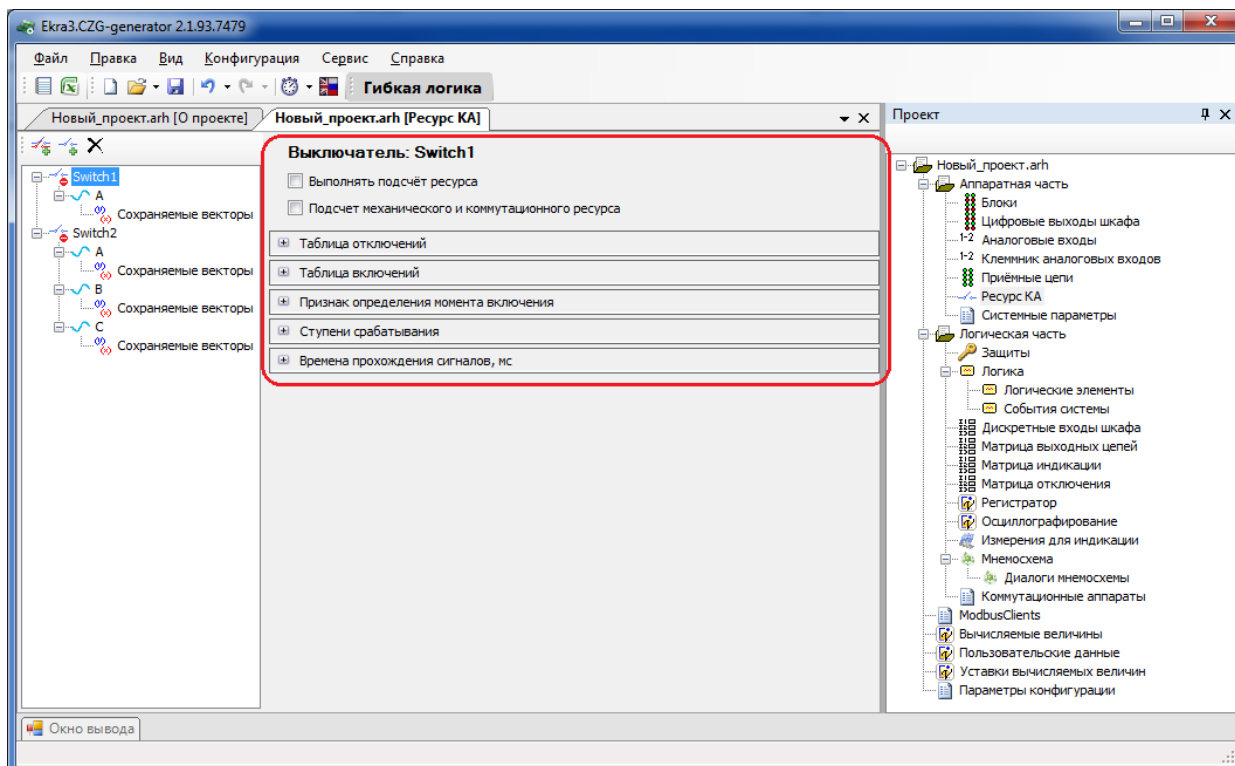 Ekra3.CZG-generator 2.1.93.7479
Файл Правка Вид Конфигурация Сервис Справка
Гибкая логика
Новый_проект.arh [О проекте]
Новый_проект.arh [Ресурс КА]
Switch1
A
Сохраняемые векторы
Switch2
A
Сохраняемые векторы
B
Сохраняемые векторы
C
Сохраняемые векторы
Выключатель: Switch1
Выполнять подсчёт ресурса
Подсчет механического и коммутационного ресурса
Таблица отключений
Таблица включений
Признак определения момента включения
Ступени срабатывания
Времена прохождения сигналов, мс
Проект
Новый_проект.arh
Аппаратная часть
Блоки
Цифровые выходы шкафа
1-2 Аналоговые входы
1-2 Клеммник аналоговых входов
Приёмные цепи
Ресурс КА
Системные параметры
Логическая часть
Защиты
Логика
Логические элементы
События системы
Дискретные входы шкафа
Матрица выходных цепей
Матрица индикации
Матрица отключения
Регистратор
Осциллографирование
Измерения для индикации
Мнемосхема
Диалоги мнемосхемы
Коммутационные аппараты
ModbusClients
Вычисляемые величины
Пользовательские данные
Уставки вычисляемых величин
Параметры конфигурации
Окно вывода